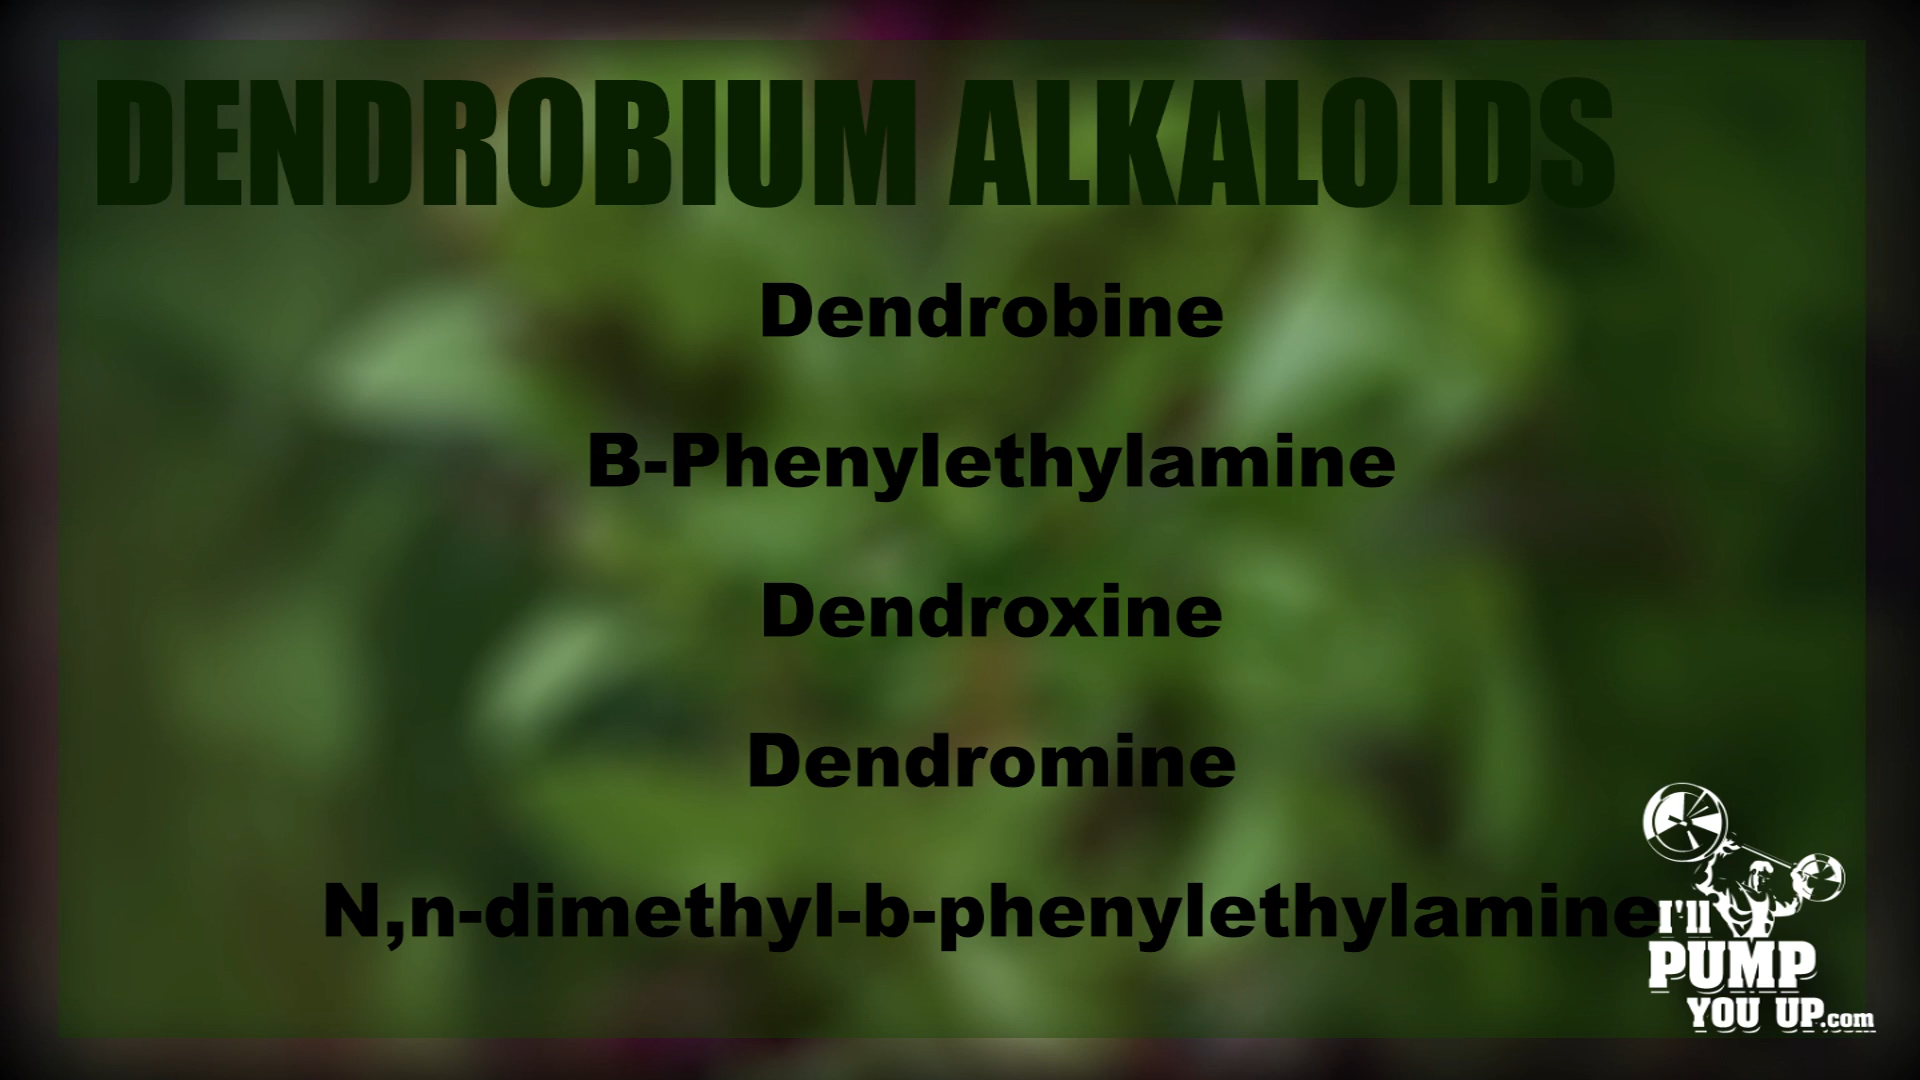 DENDROBIUM ALKALOIDS
Dendrobine
B-Phenylethylamine
Dendroxine
Dendromine
N,n-dimethyl-b-phenylethylamine
I'll
PUMP
YOU UP.com